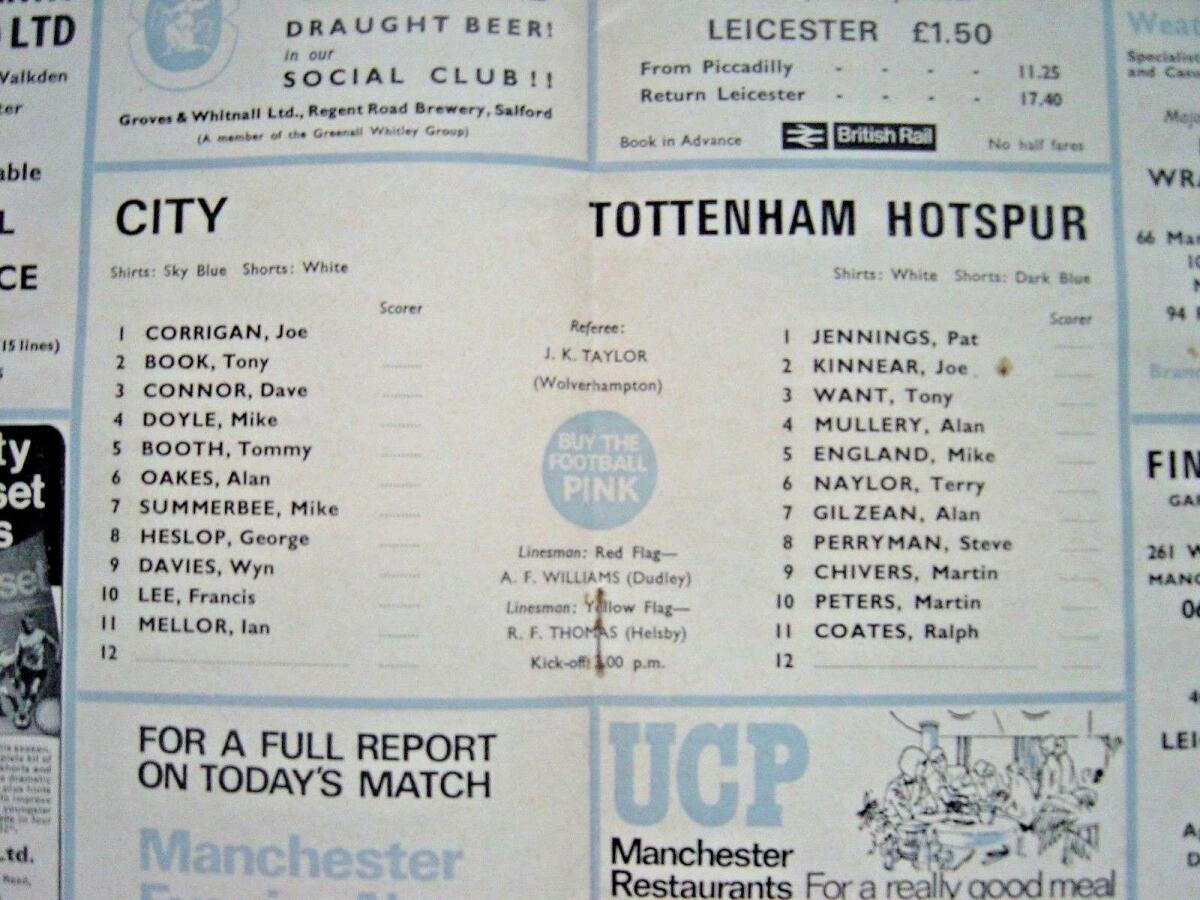 LTD
Walkden
able
CE
(15 lines)
DRAUGHT BEER!
in our
SOCIAL CLUB!!
Groves & Whitnall Ltd., Regent Road Brewery, Salford
(A member of the Greenall Whitley Group)
LEICESTER £1.50
From Piccadilly - - - - 11.25
Return Leicester - - - - 17.40
Book in Advance British Rail No half fares
Specialist
and
WRA
66
94
CITY
Shirts: Sky Blue Shorts: White
Scorer
1 CORRIGAN, Joe
2 BOOK, Tony
3 CONNOR, Dave
4 DOYLE, Mike
5 BOOTH, Tommy
6 OAKES, Alan
7 SUMMERBEE, Mike
8 HESLOP, George
9 DAVIES, Wyn
10 LEE, Francis
11 MELLOR, Ian
12
Referee:
J. K. TAYLOR
(Wolverhampton)
BUY THE
FOOTBALL
PINK
Linesman: Red Flag—
A. F. WILLIAMS (Dudley)
Linesman: Yellow Flag—
R. F. THOMAS (Helsby)
Kick-off: 3.00 p.m.
TOTTENHAM HOTSPUR
Shirts: White Shorts: Dark Blue
Scorer
1 JENNINGS, Pat
2 KINNEAR, Joe
3 WANT, Tony
4 MULLERY, Alan
5 ENGLAND, Mike
6 NAYLOR, Terry
7 GILZEAN, Alan
8 PERRYMAN, Steve
9 CHIVERS, Martin
10 PETERS, Martin
11 COATES, Ralph
12
FOR A FULL REPORT
ON TODAY'S MATCH
Manchester
UCP
Manchester
Restaurants For a really good meal
FIN
261 W
MANC
LEI
ty
set
s
Ltd.
Road,